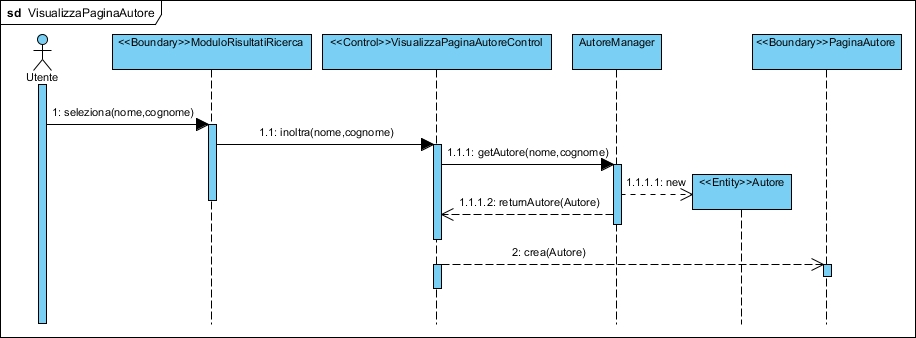 sd VisualizzaPaginaAutore
<<Boundary>>ModuloRisultatiRicerca
<<Control>>VisualizzaPaginaAutoreControl
AutoreManager
<<Boundary>>PaginaAutore
Utente
1: seleziona(nome,cognome)
1.1: inoltra(nome,cognome)
1.1.1: getAutore(nome,cognome)
1.1.1.1: new
<<Entity>>Autore
1.1.1.2: returnAutore(Autore)
2: crea(Autore)